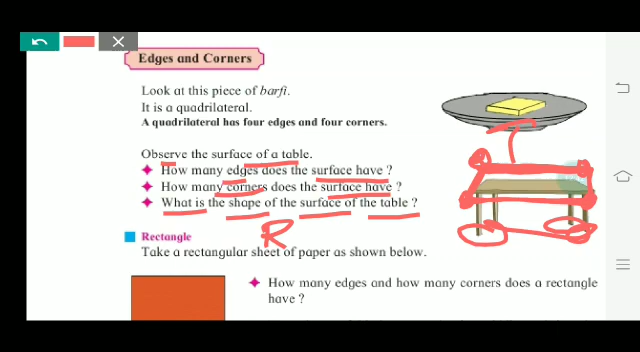 Edges and Corners
Look at this piece of barfi.
It is a quadrilateral.
A quadrilateral has four edges and four corners.
Observe the surface of a table.
How many edges does the surface have ?
How many corners does the surface have ?
What is the shape of the surface of the table ?
R
Rectangle
Take a rectangular sheet of paper as shown below.
How many edges and how many corners does a rectangle
have ?